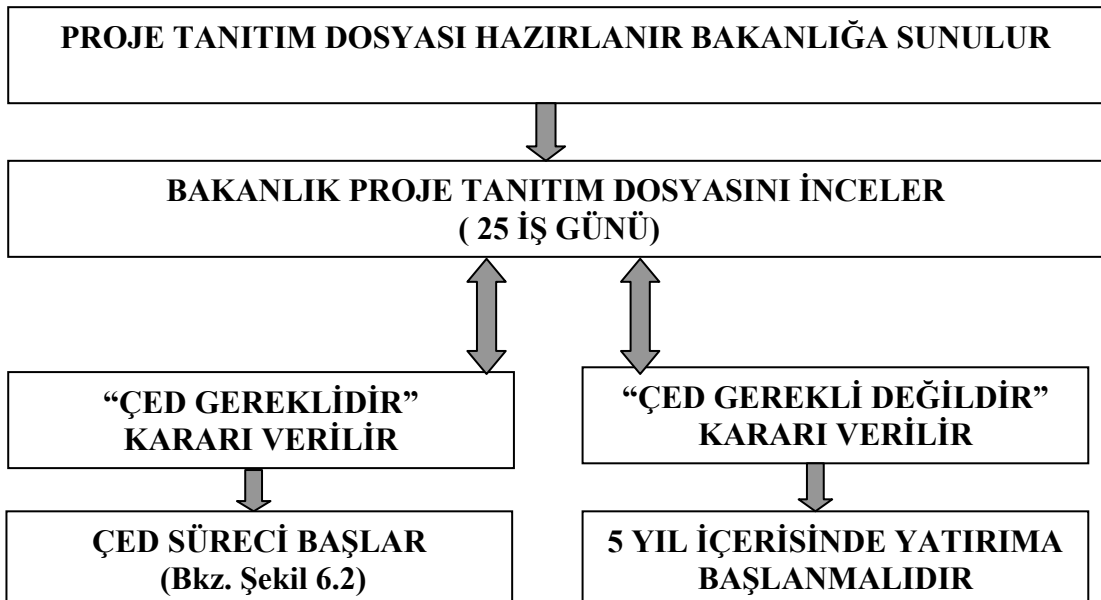 PROJE TANITIM DOSYASI HAZIRLANIR BAKANLIĞA SUNULUR
BAKANLIK PROJE TANITIM DOSYASINI İNCELER
( 25 İŞ GÜNÜ)
“ÇED GEREKLİDİR”
KARARI VERİLİR
“ÇED GEREKLİ DEĞİLDİR”
KARARI VERİLİR
ÇED SÜRECİ BAŞLAR
(Bkz. Şekil 6.2)
5 YIL İÇERİSİNDE YATIRIMA
BAŞLANMALIDIR